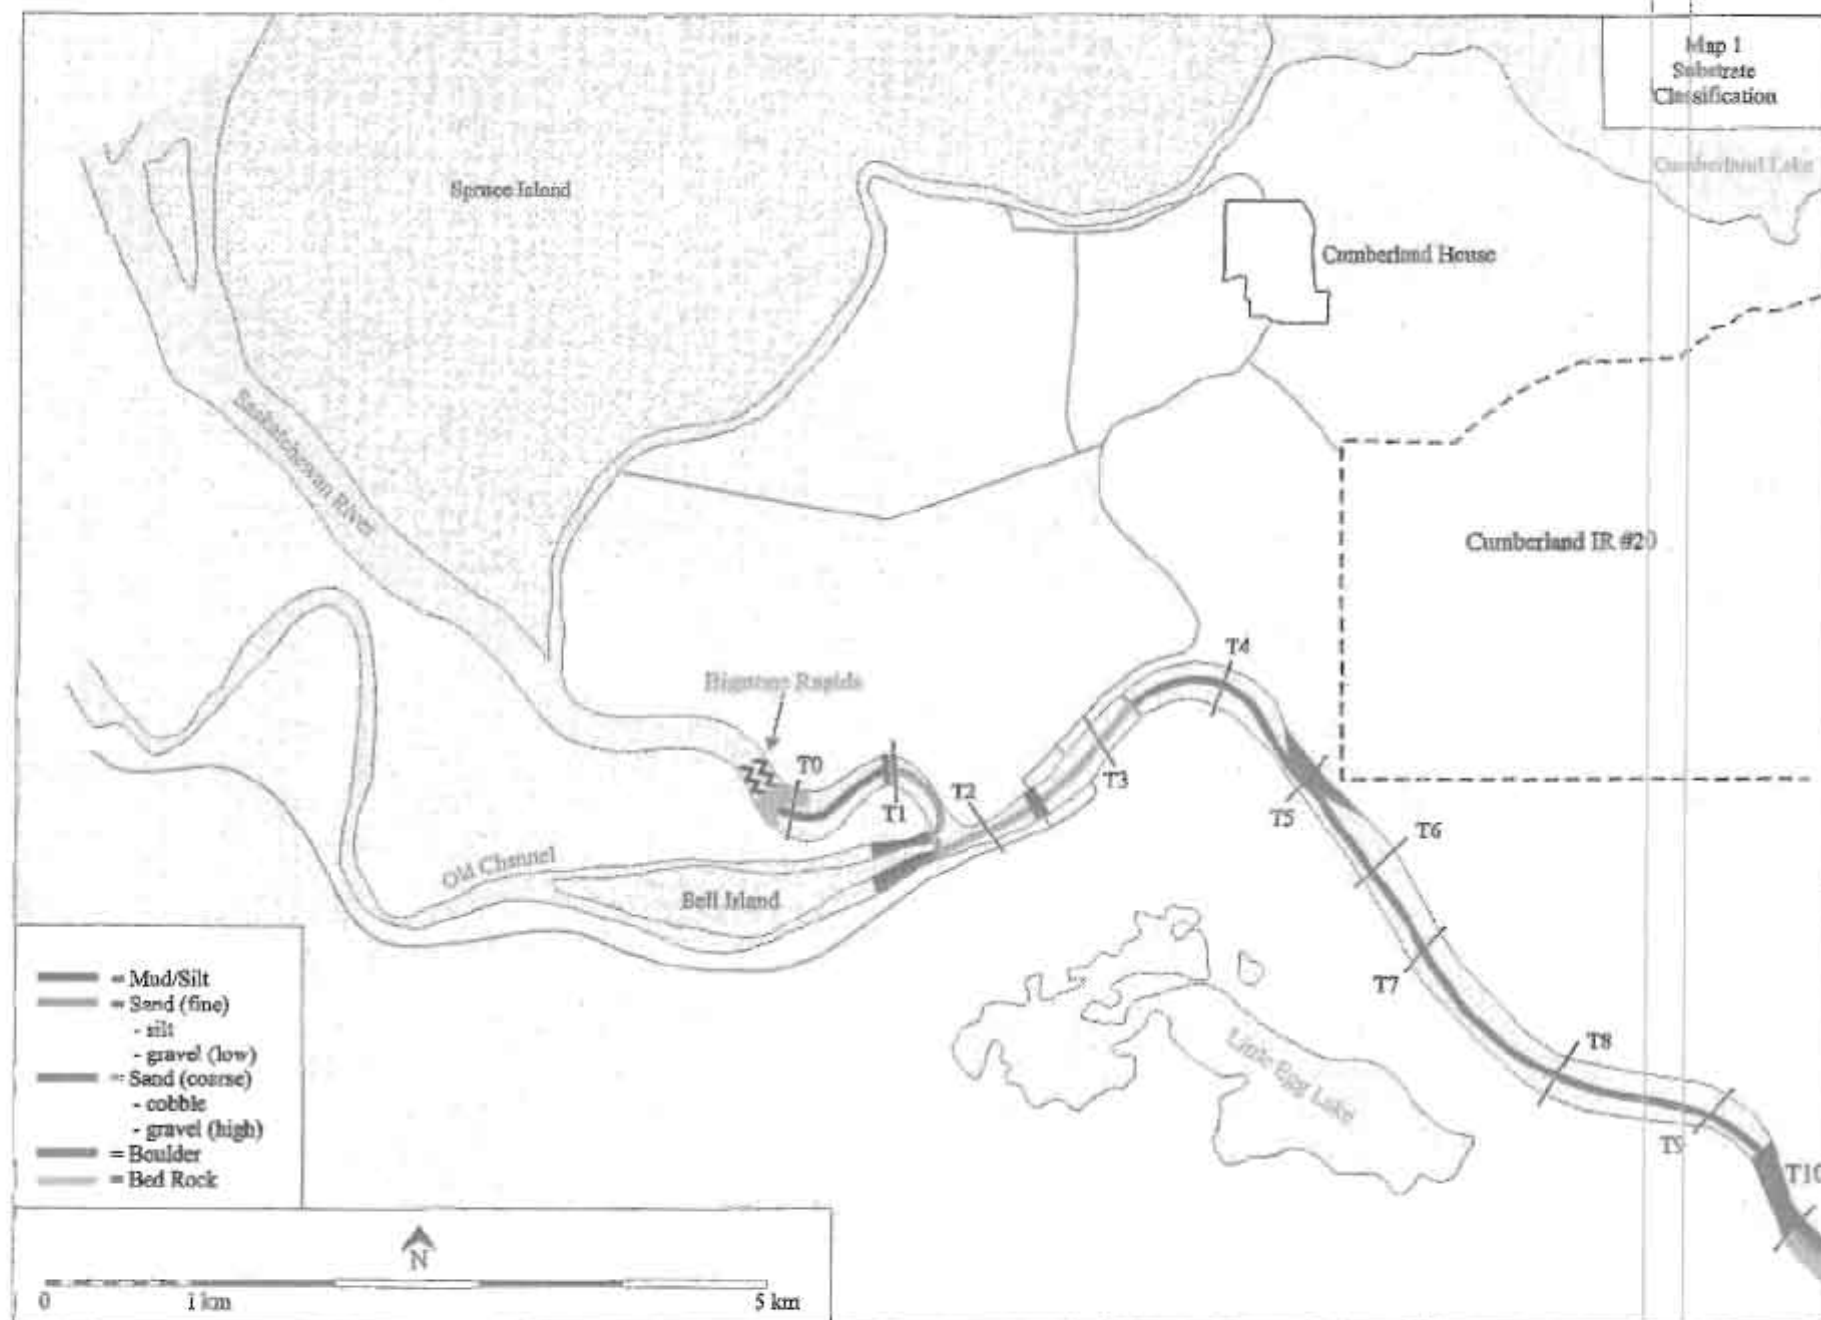 Map 1
Substrate
Classification
Cumberland Lake
Spruce Island
Cumberland House
Saskatchewan River
Cumberland IR #20
T4
Bigstone Rapids
T0
T3
T2
T1
T5
T6
Old Channel
Bell Island
T7
= Mud/Silt
= Sand (fine)
- silt
- gravel (low)
= Sand (coarse)
- cobble
- gravel (high)
= Boulder
= Bed Rock
T8
Little Egg Lake
T9
T10
N
0 1 km 5 km